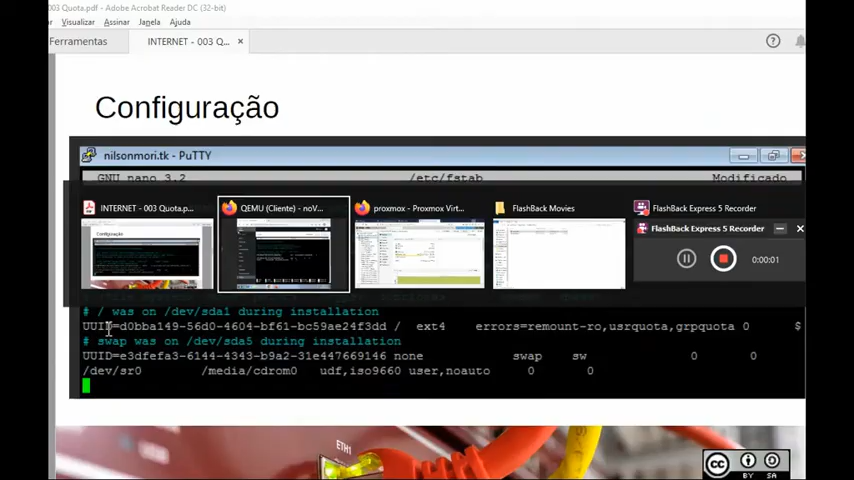 003 Quota.pdf - Adobe Acrobat Reader DC (32-bit)
Visualizar Assinar Janela Ajuda
Ferramentas INTERNET - 003 Q... ×
Configuração
nilsonmori.tk - PuTTY
GNU nano 3.2 /etc/fstab Modificado
INTERNET - 003 Quota.p... QEMU (Cliente) - noV... proxmox - Proxmox Virt... FlashBack Movies FlashBack Express 5 Recorder
FlashBack Express 5 Recorder
0:00:01
# / was on /dev/sda1 during installation
UUID=d0bba149-56d0-4604-bf61-bc59ae24f3dd / ext4 errors=remount-ro,usrquota,grpquota 0 $
# swap was on /dev/sda5 during installation
UUID=e3dfefa3-6144-4343-b9a2-31e447669146 none swap sw 0 0
/dev/sr0 /media/cdrom0 udf,iso9660 user,noauto 0 0
ETH1
cc BY SA